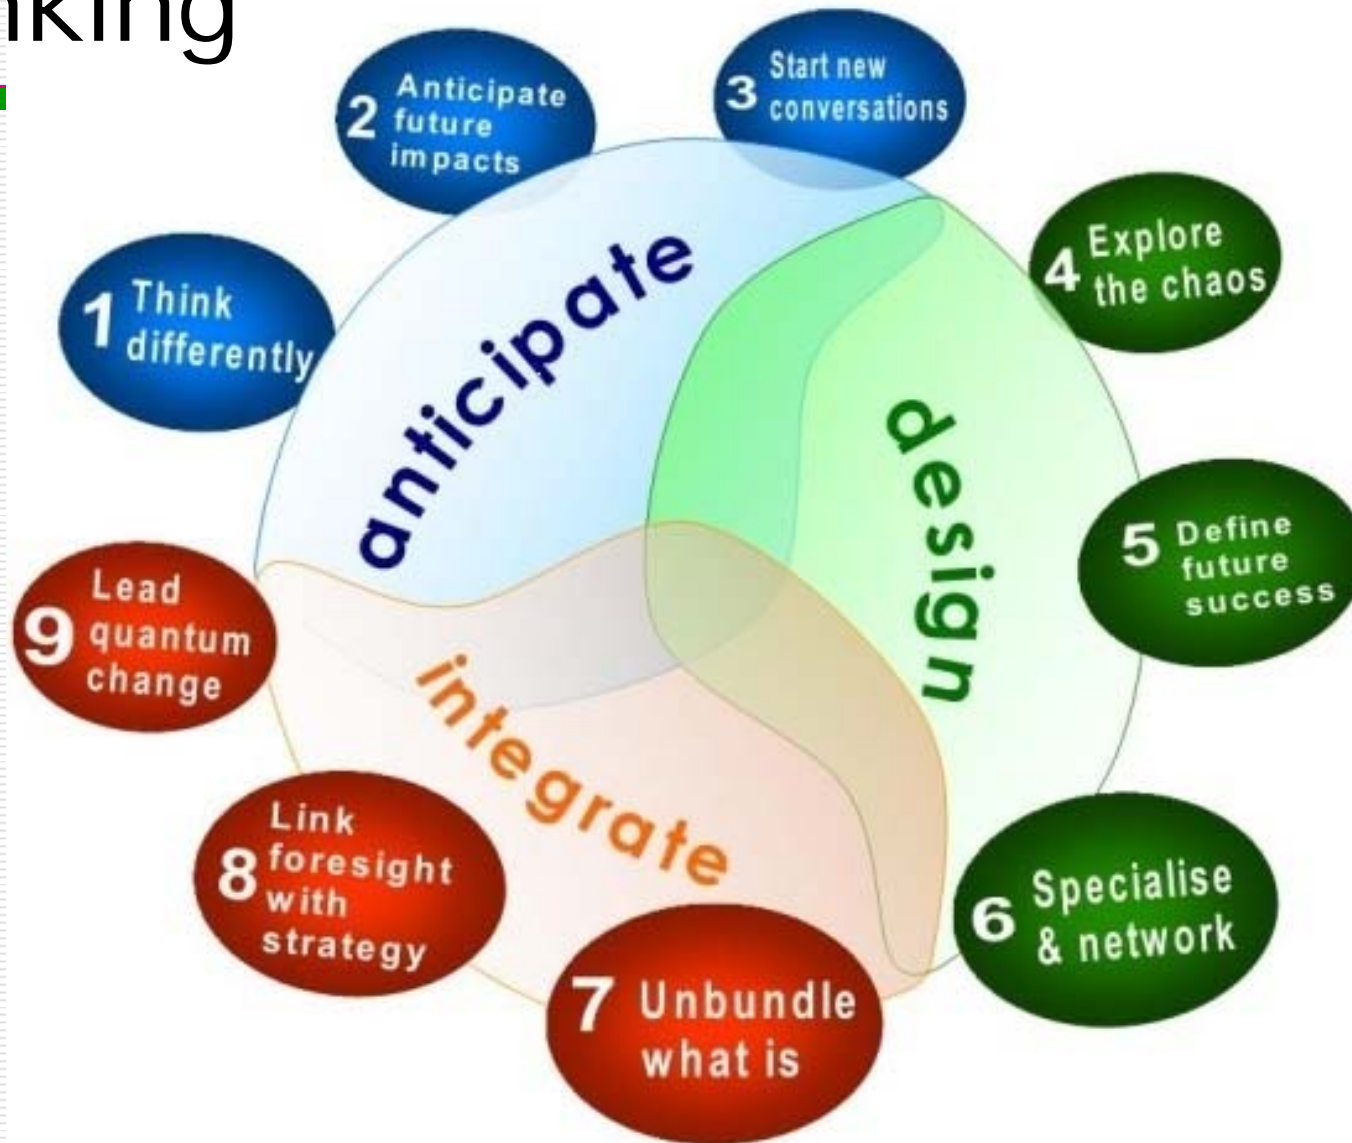 1 Think
differently
2 Anticipate
future
impacts
3 Start new
conversations
4 Explore
the chaos
5 Define
future
success
6 Specialise
& network
7 Unbundle
what is
8 Link
foresight
with
strategy
9 Lead
quantum
change
anticipate
design
integrate